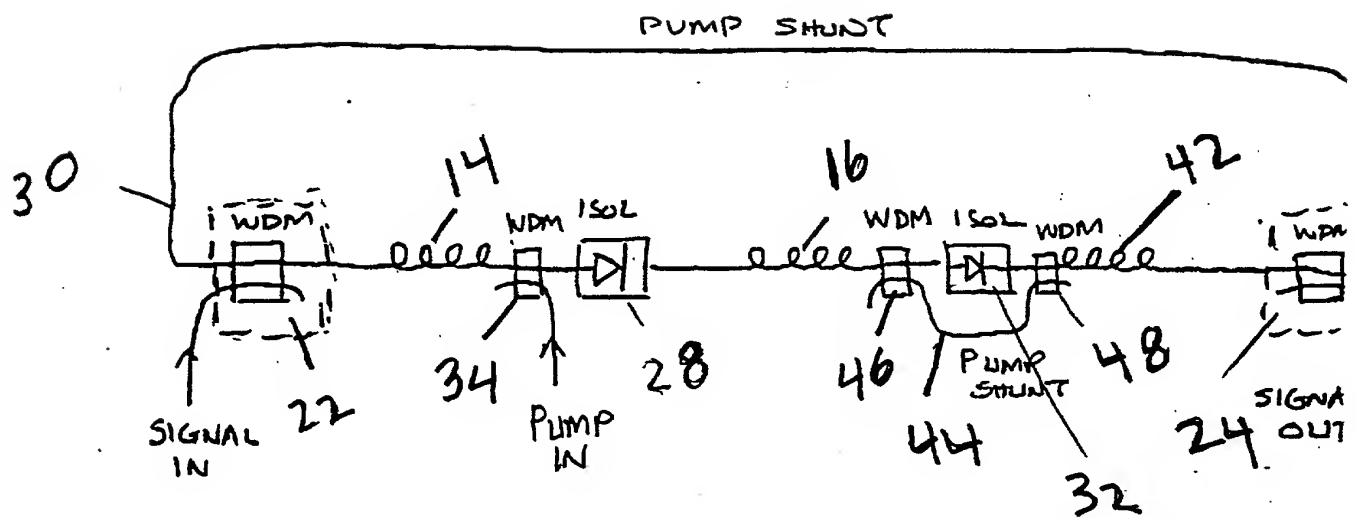 PUMP SHUNT
30
14
16
42
WDM
WDM
ISOL
WDM
ISOL
WDM
WDM
34
28
46
PUMP
SHUNT
48
22
SIGNAL
IN
PUMP
IN
44
32
24
SIGNA
OUT